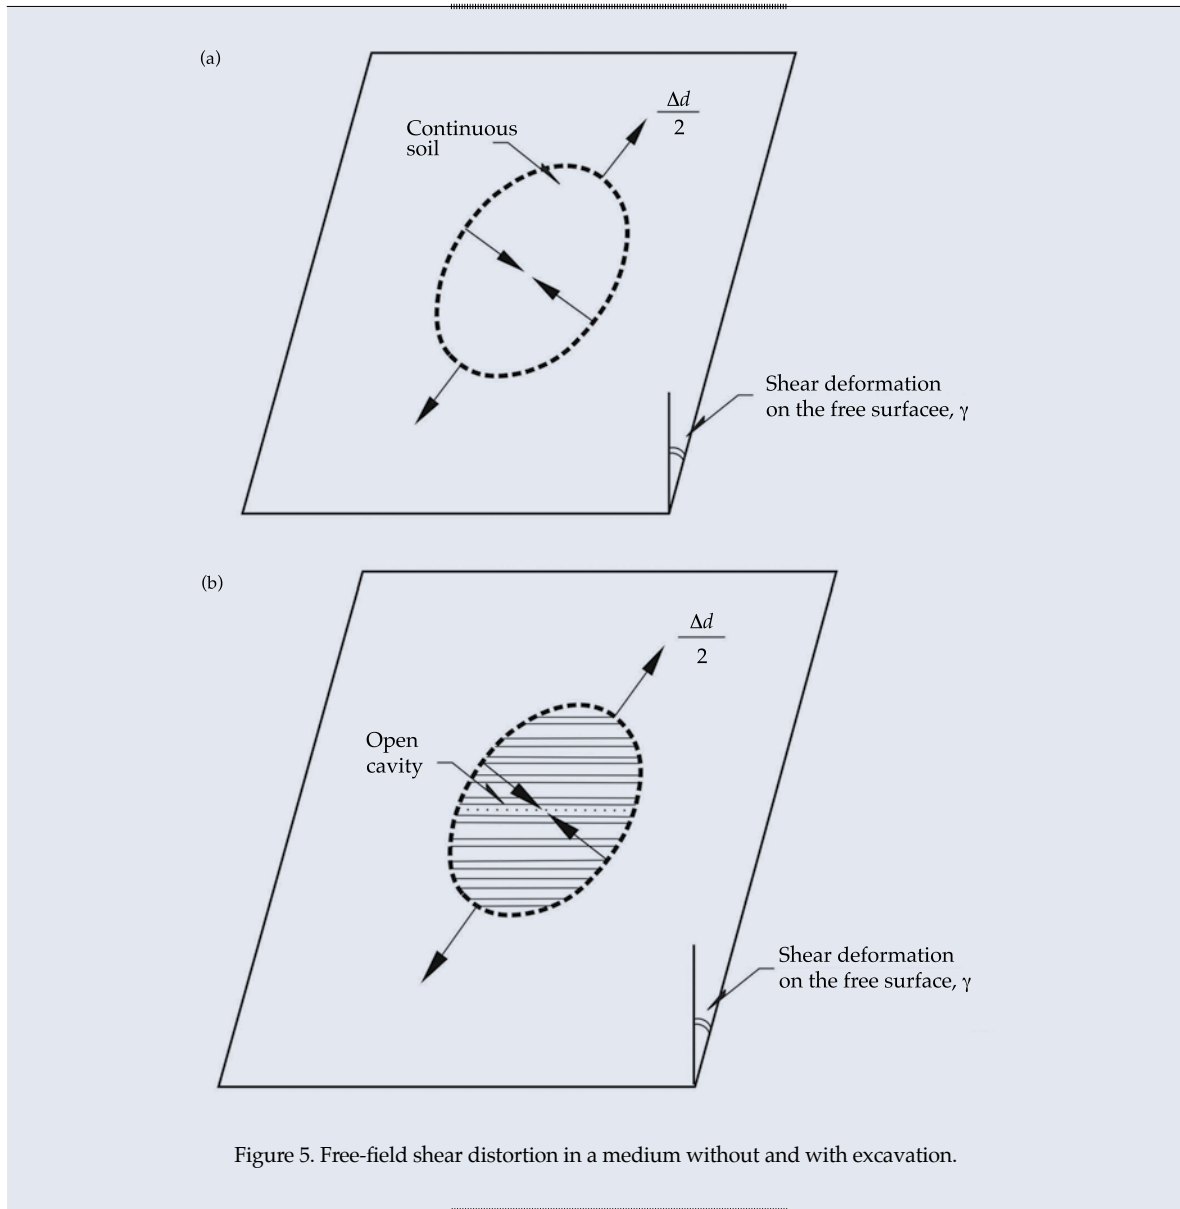 (a)
Δd
2
Continuous
soil
Shear deformation
on the free surfacee, γ
(b)
Δd
2
Open
cavity
Shear deformation
on the free surface, γ
Figure 5. Free-field shear distortion in a medium without and with excavation.